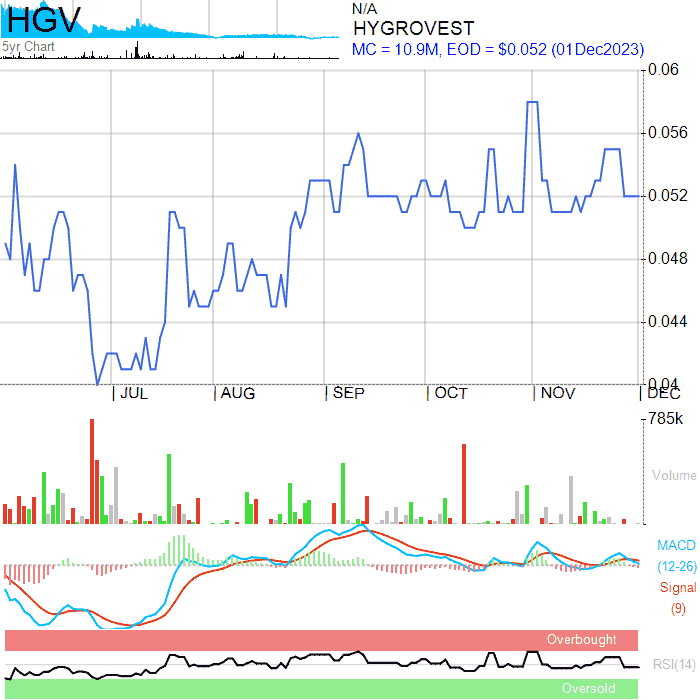 HGV
5yr Chart
N/A
HYGROVEST
MC = 10.9M, EOD = $0.052 (01Dec2023)
0.06
0.056
0.052
0.048
0.044
0.04
JUL AUG SEP OCT NOV DEC
785k
Volume
MACD
(12-26)
Signal
(9)
Overbought
RSI(14)
Oversold